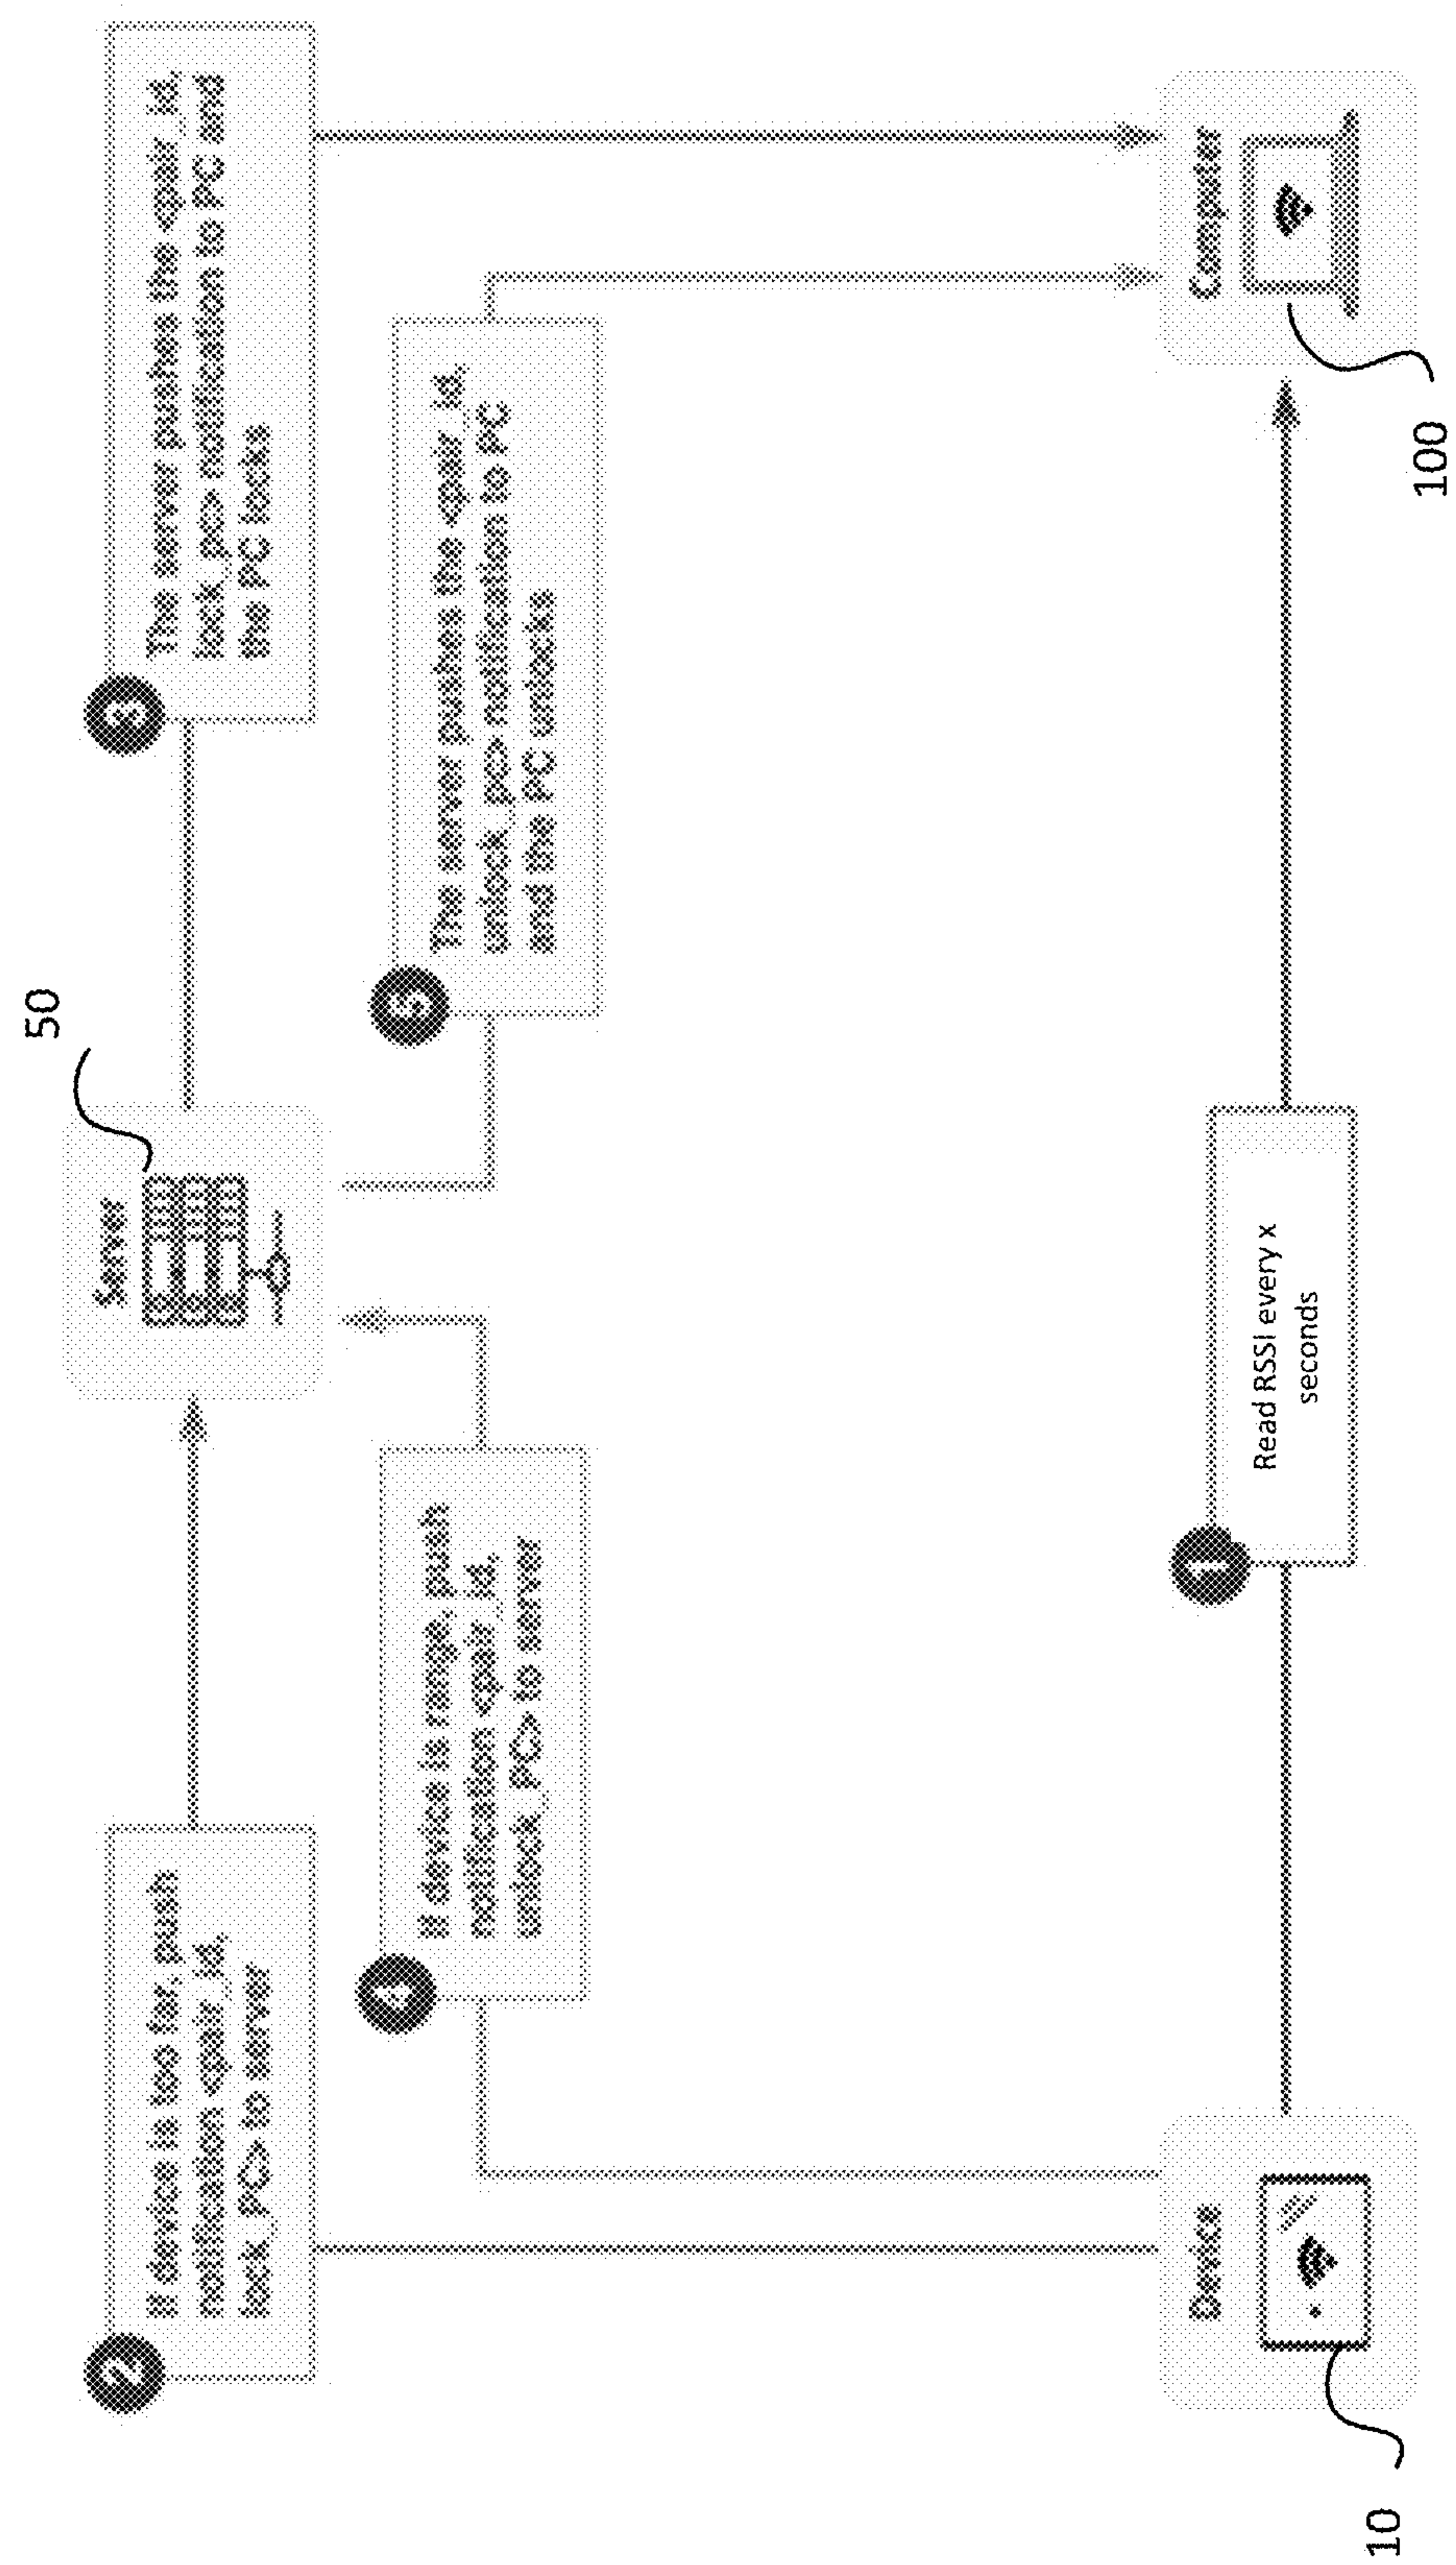 50
Server
2
If device is too far, push
notification <pair_id,
lock_PC> to server
3
The server pushes the <pair_id,
lock_pc> notification to PC and
the PC locks
4
If device is in range, push
notification <pair_id,
unlock_PC> to server
5
The server pushes the <pair_id,
unlock_pc> notification to PC
and the PC unlocks
Device
1
Read RSSI every x
seconds
Computer
10
100